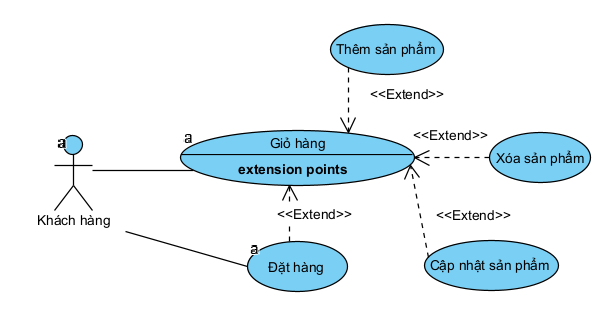 Thêm sản phẩm
<<Extend>>
a
a
Giỏ hàng
<<Extend>>
extension points
Xóa sản phẩm
Khách hàng
<<Extend>>
<<Extend>>
a
Đặt hàng
Cập nhật sản phẩm